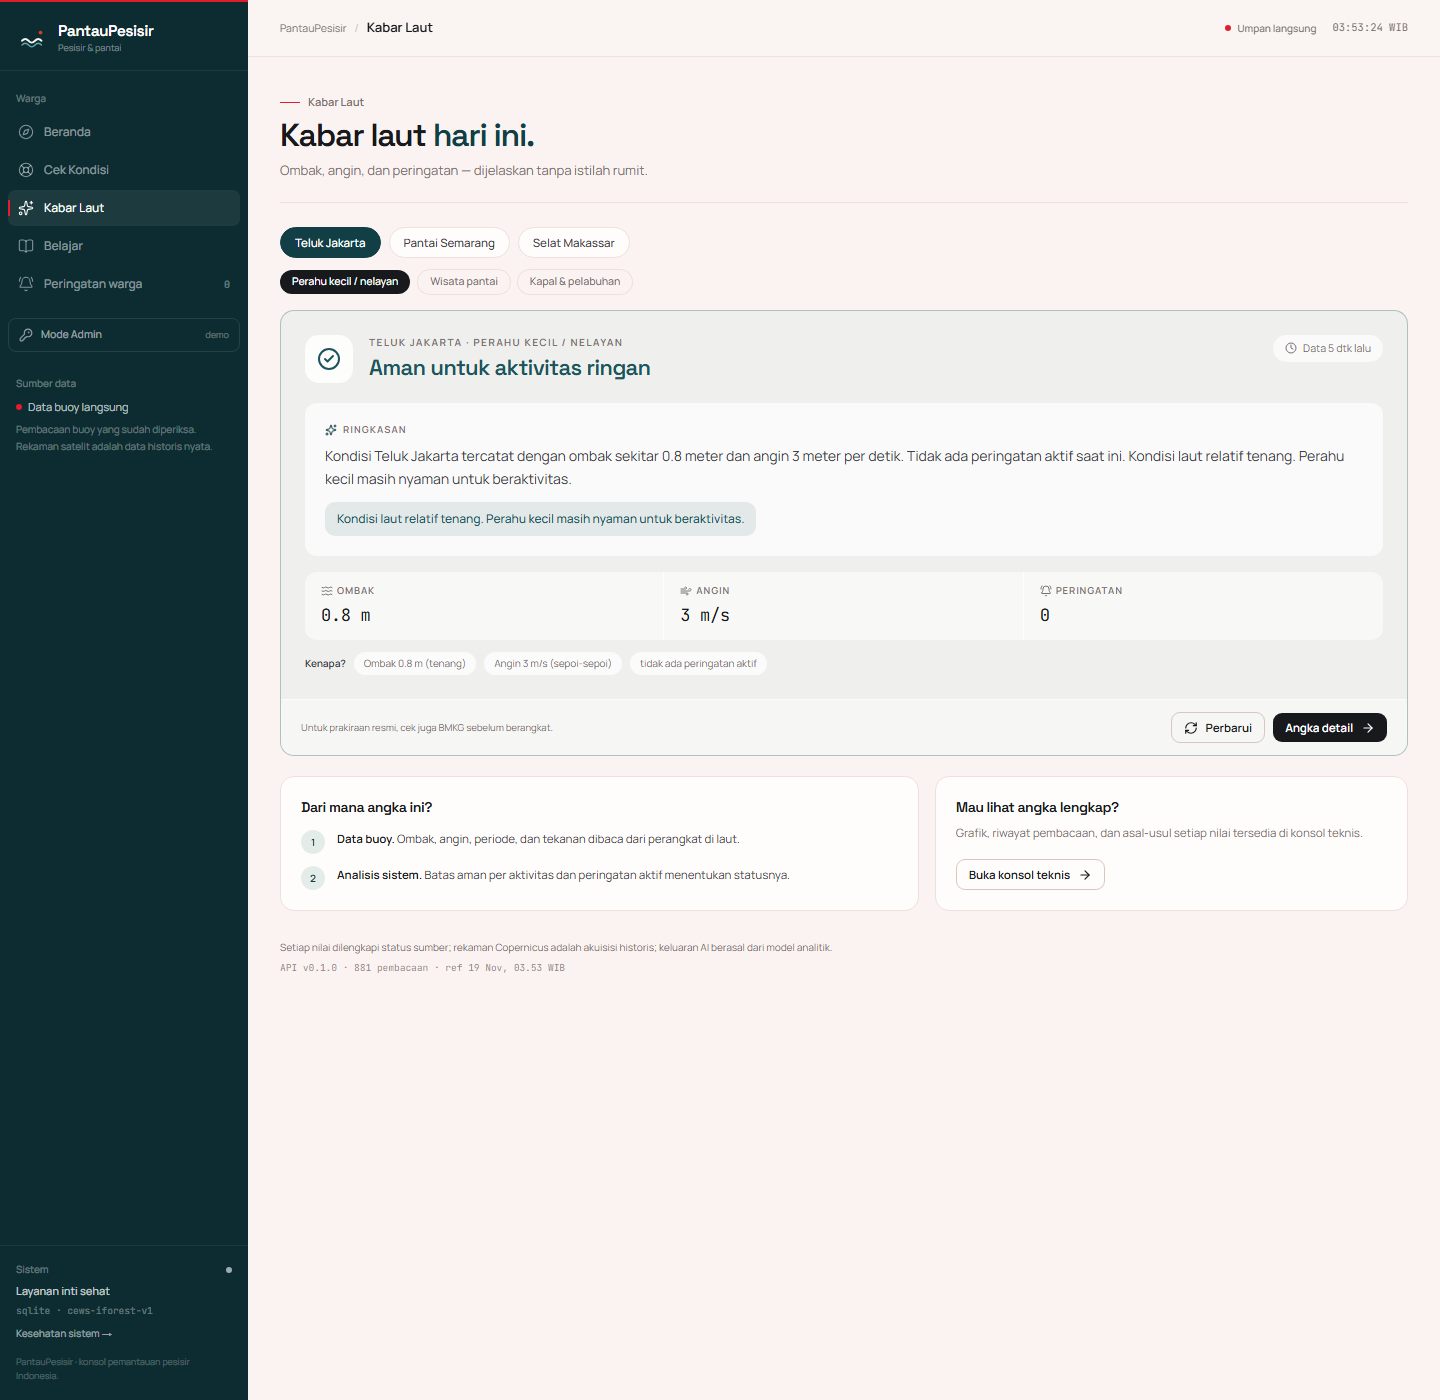 PantauPesisir
Pesisir & pantai
Warga
Beranda
Cek Kondisi
Kabar Laut
Belajar
Peringatan warga 0
Mode Admin demo
Sumber data
Data buoy langsung
Pembacaan buoy yang sudah diperiksa.
Rekaman satelit adalah data historis nyata.
Sistem
Layanan inti sehat
sqlite · cews-iforest-v1
Kesehatan sistem →
PantauPesisir · konsol pemantauan pesisir
Indonesia.
PantauPesisir / Kabar Laut
Umpan langsung 03:53:24 WIB
Kabar Laut
Kabar laut hari ini.
Ombak, angin, dan peringatan — dijelaskan tanpa istilah rumit.
Teluk Jakarta Pantai Semarang Selat Makassar
Perahu kecil / nelayan Wisata pantai Kapal & pelabuhan
TELUK JAKARTA · PERAHU KECIL / NELAYAN
Aman untuk aktivitas ringan
Data 5 dtk lalu
RINGKASAN
Kondisi Teluk Jakarta tercatat dengan ombak sekitar 0.8 meter dan angin 3 meter per detik. Tidak ada peringatan aktif saat ini. Kondisi laut relatif tenang. Perahu
kecil masih nyaman untuk beraktivitas.
Kondisi laut relatif tenang. Perahu kecil masih nyaman untuk beraktivitas.
OMBAK
0.8 m
ANGIN
3 m/s
PERINGATAN
0
Kenapa? Ombak 0.8 m (tenang) Angin 3 m/s (sepoi-sepoi) tidak ada peringatan aktif
Untuk prakiraan resmi, cek juga BMKG sebelum berangkat.
Perbarui Angka detail →
Dari mana angka ini?
1 Data buoy. Ombak, angin, periode, dan tekanan dibaca dari perangkat di laut.
2 Analisis sistem. Batas aman per aktivitas dan peringatan aktif menentukan statusnya.
Mau lihat angka lengkap?
Grafik, riwayat pembacaan, dan asal-usul setiap nilai tersedia di konsol teknis.
Buka konsol teknis →
Setiap nilai dilengkapi status sumber; rekaman Copernicus adalah akuisisi historis; keluaran AI berasal dari model analitik.
API v0.1.0 · 881 pembacaan · ref 19 Nov, 03.53 WIB